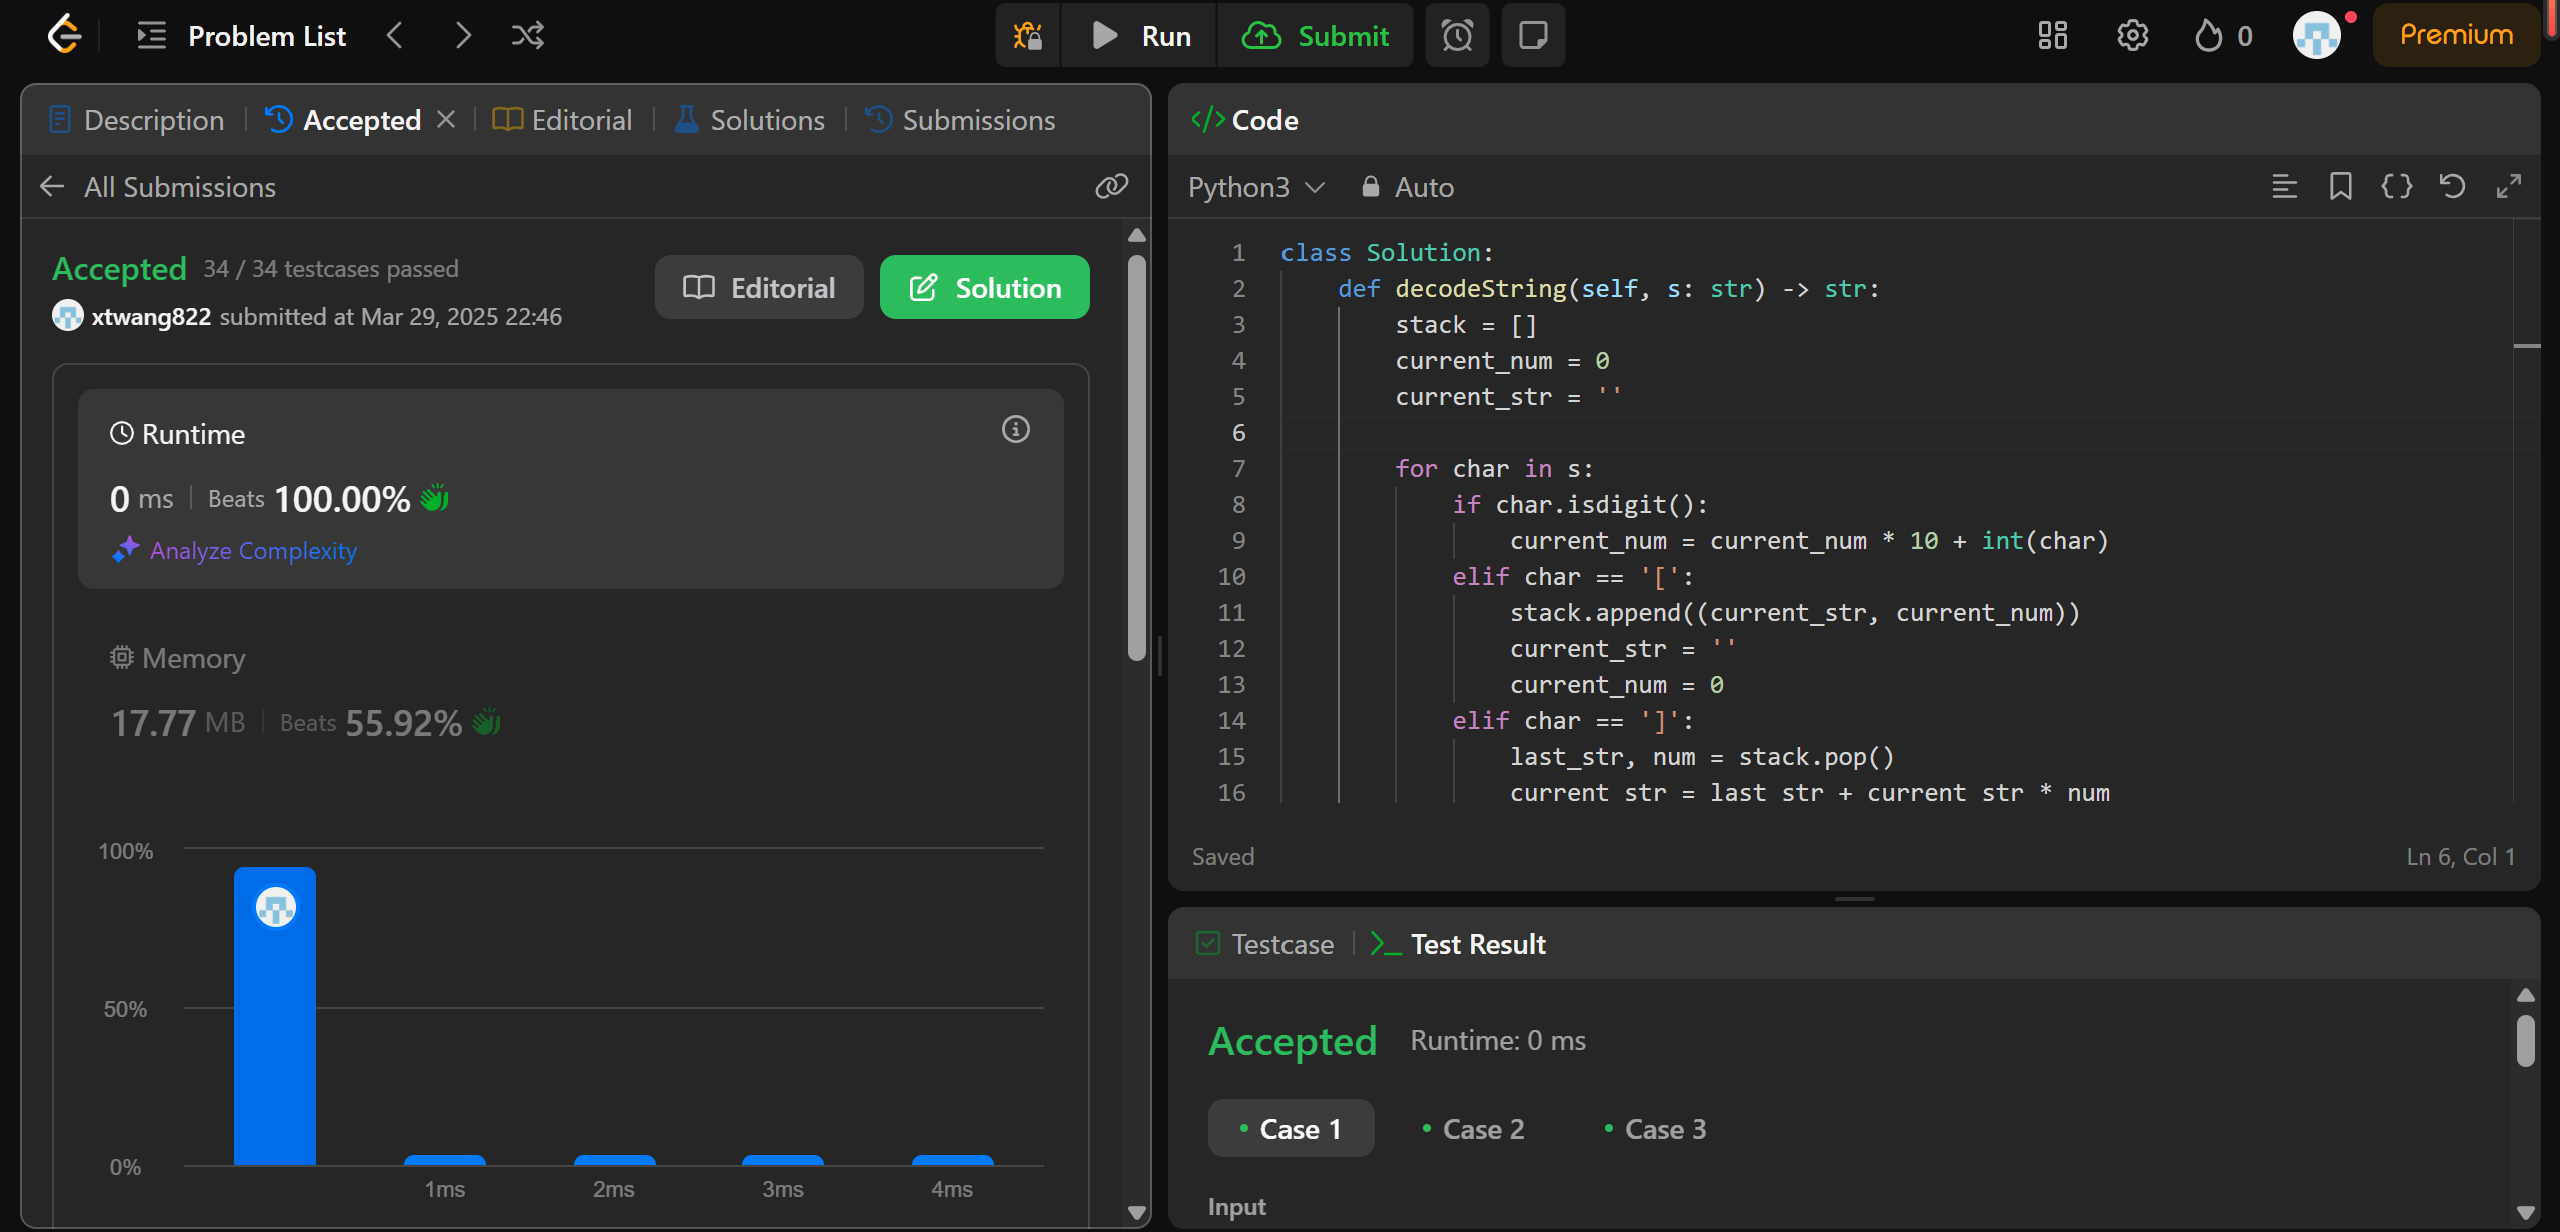 Problem List
Run
Submit
0
Premium
Description
Accepted
Editorial
Solutions
Submissions
All Submissions
Accepted 34 / 34 testcases passed
xtwang822 submitted at Mar 29, 2025 22:46
Editorial
Solution
Runtime
0 ms Beats 100.00%
Analyze Complexity
Memory
17.77 MB Beats 55.92%
100%
50%
0%
1ms
2ms
3ms
4ms
</> Code
Python3
Auto
1 class Solution:
2 def decodeString(self, s: str) -> str:
3 stack = []
4 current_num = 0
5 current_str = ''
6
7 for char in s:
8 if char.isdigit():
9 current_num = current_num * 10 + int(char)
10 elif char == '[':
11 stack.append((current_str, current_num))
12 current_str = ''
13 current_num = 0
14 elif char == ']':
15 last_str, num = stack.pop()
16 current str = last str + current str * num
Saved
Ln 6, Col 1
Testcase
Test Result
Accepted
Runtime: 0 ms
Case 1
Case 2
Case 3
Input